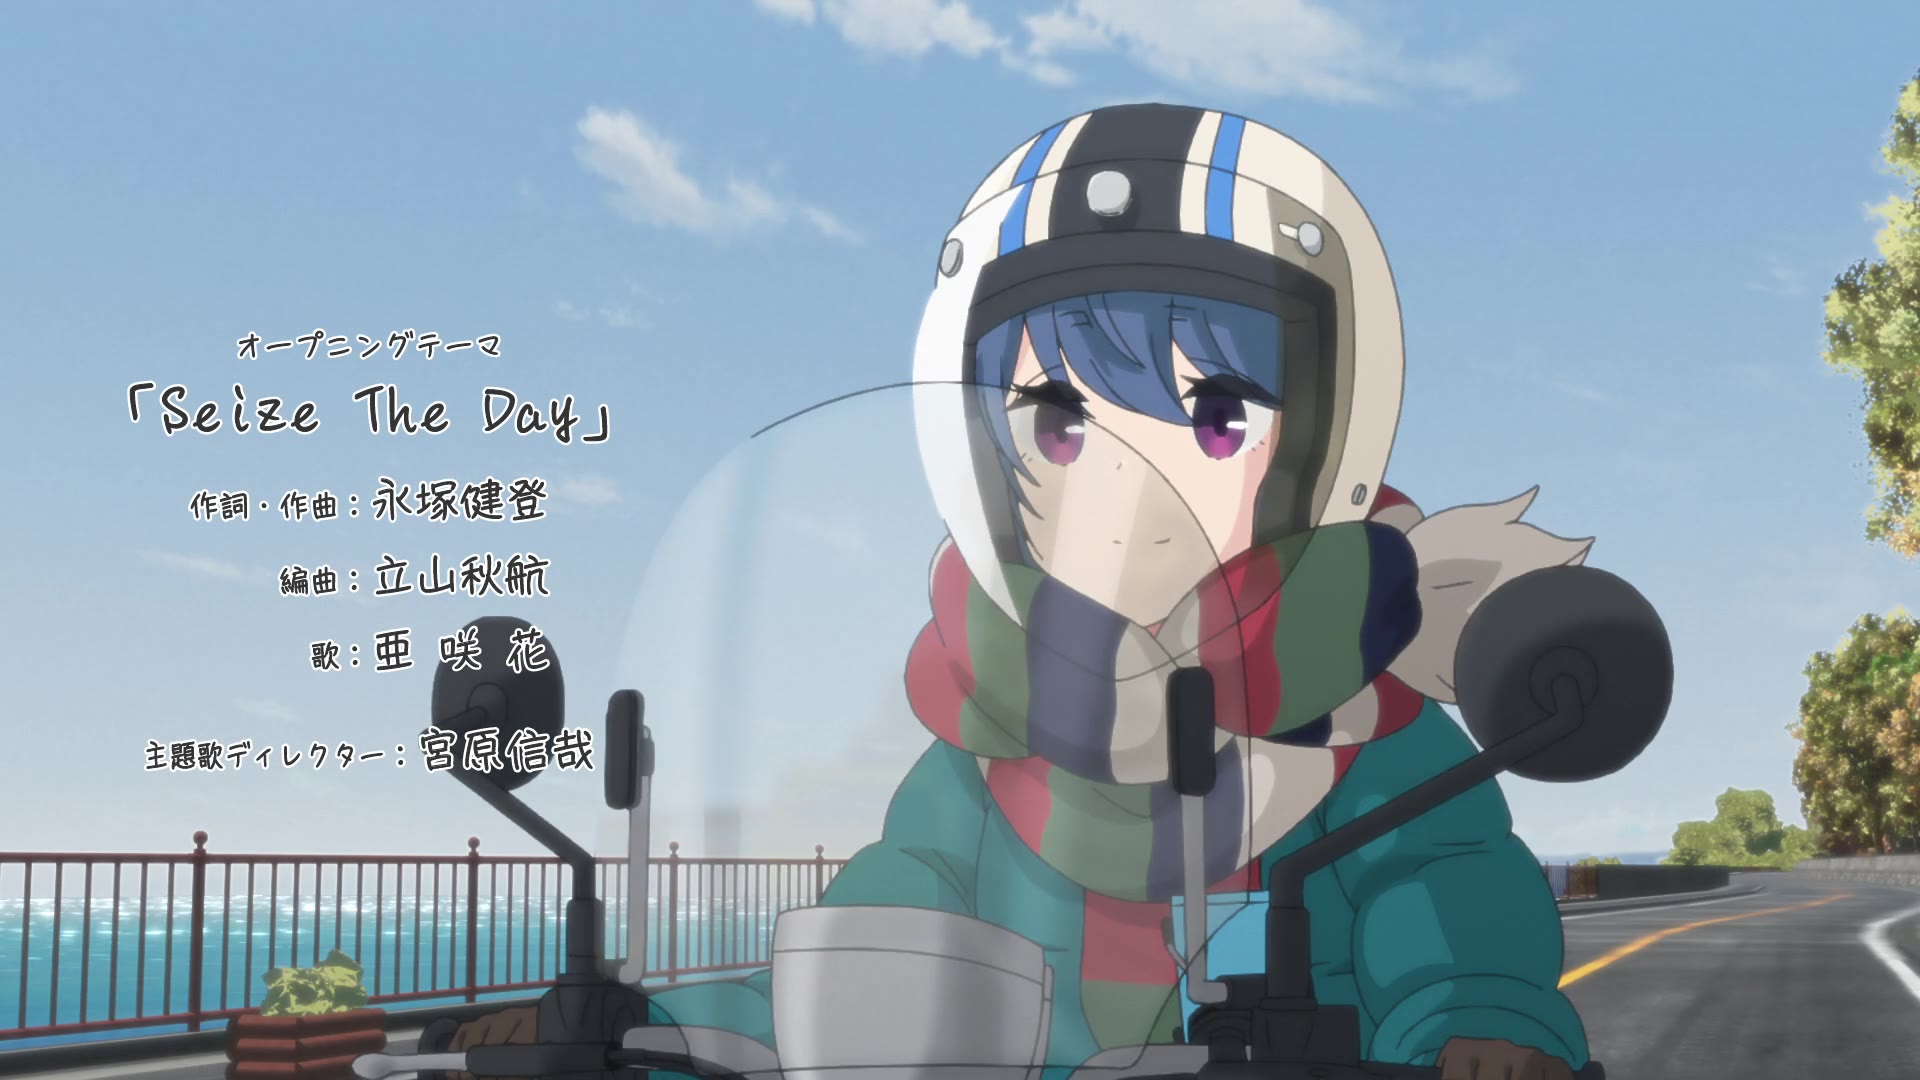 オープニングテーマ
「Seize The Day」
作詞・作曲：永塚健登
編曲：立山秋航
歌：亜咲花
主題歌ディレクター：宮原信哉